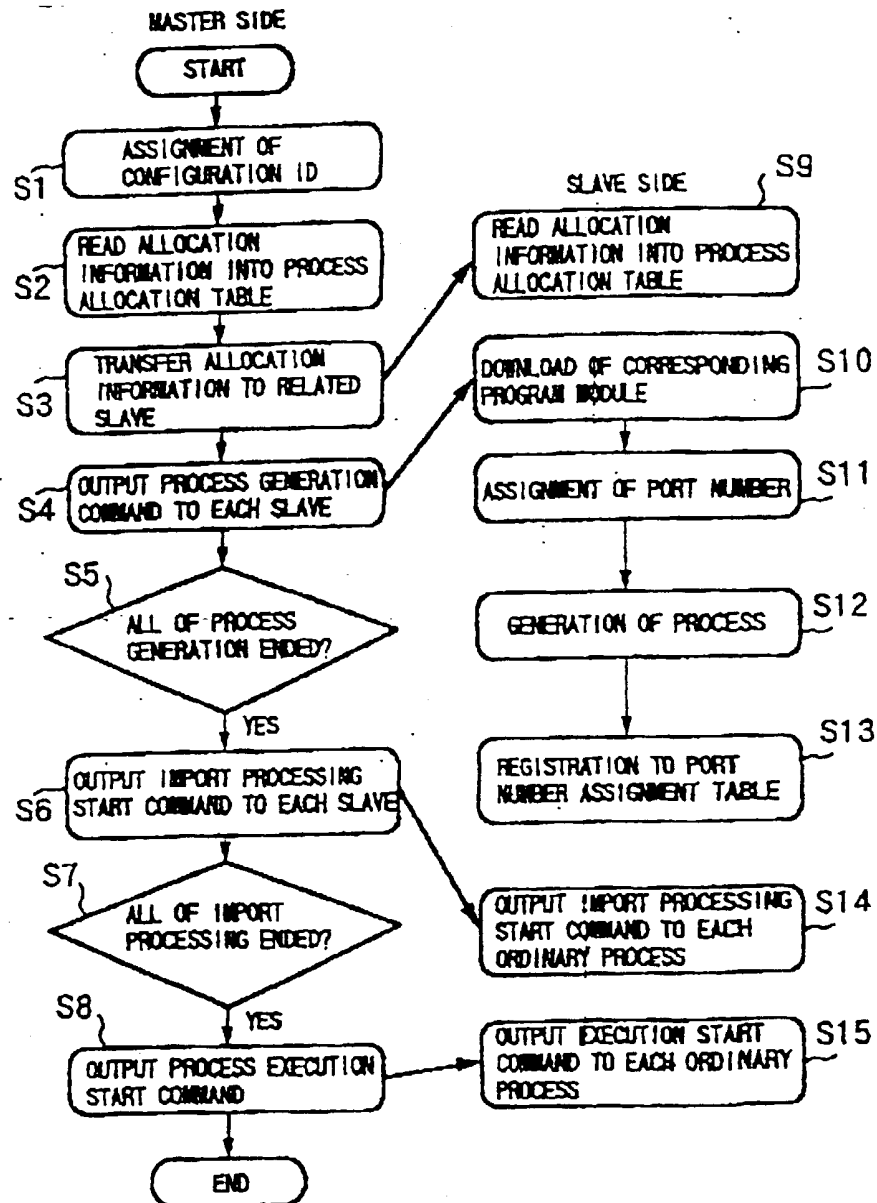 MASTER SIDE
START
S1
ASSIGNMENT OF
CONFIGURATION ID
S2
READ ALLOCATION
INFORMATION INTO PROCESS
ALLOCATION TABLE
S3
TRANSFER ALLOCATION
INFORMATION TO RELATED
SLAVE
S4
OUTPUT PROCESS GENERATION
COMMAND TO EACH SLAVE
S5
ALL OF PROCESS
GENERATION ENDED?
YES
S6
OUTPUT IMPORT PROCESSING
START COMMAND TO EACH SLAVE
S7
ALL OF IMPORT
PROCESSING ENDED?
YES
S8
OUTPUT PROCESS EXECUTION
START COMMAND
END
SLAVE SIDE
S9
READ ALLOCATION
INFORMATION INTO PROCESS
ALLOCATION TABLE
S10
DOWNLOAD OF CORRESPONDING
PROGRAM MODULE
S11
ASSIGNMENT OF PORT NUMBER
S12
GENERATION OF PROCESS
S13
REGISTRATION TO PORT
NUMBER ASSIGNMENT TABLE
S14
OUTPUT IMPORT PROCESSING
START COMMAND TO EACH
ORDINARY PROCESS
S15
OUTPUT EXECUTION START
COMMAND TO EACH ORDINARY
PROCESS